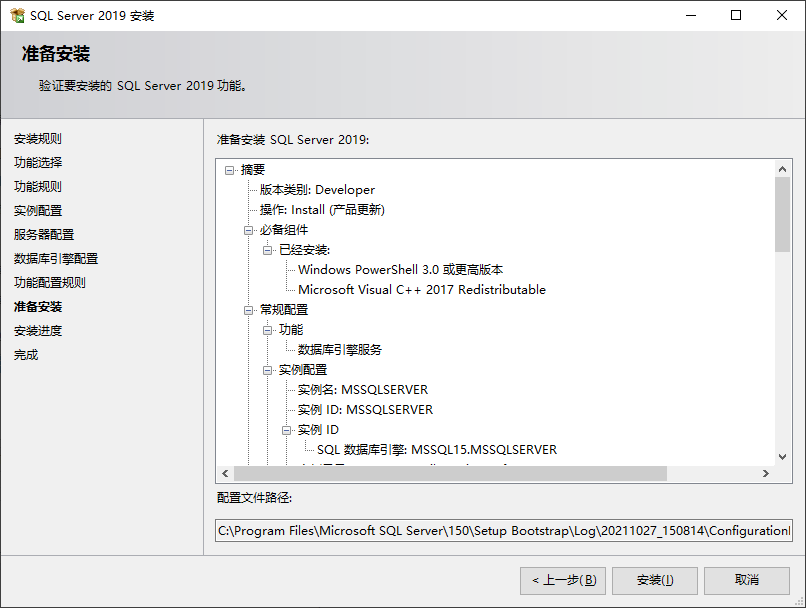 SQL Server 2019 安装
准备安装
验证要安装的 SQL Server 2019 功能。
安装规则
功能选择
功能规则
实例配置
服务器配置
数据库引擎配置
功能配置规则
准备安装
安装进度
完成
准备安装 SQL Server 2019:
摘要
版本类别: Developer
操作: Install (产品更新)
必备组件
已经安装:
Windows PowerShell 3.0 或更高版本
Microsoft Visual C++ 2017 Redistributable
常规配置
功能
数据库引擎服务
实例配置
实例名: MSSQLSERVER
实例 ID: MSSQLSERVER
实例 ID
SQL 数据库引擎: MSSQL15.MSSQLSERVER
配置文件路径:
C:\Program Files\Microsoft SQL Server\150\Setup Bootstrap\Log\20211027_150814\Configuration
< 上一步(B)
安装(I)
取消